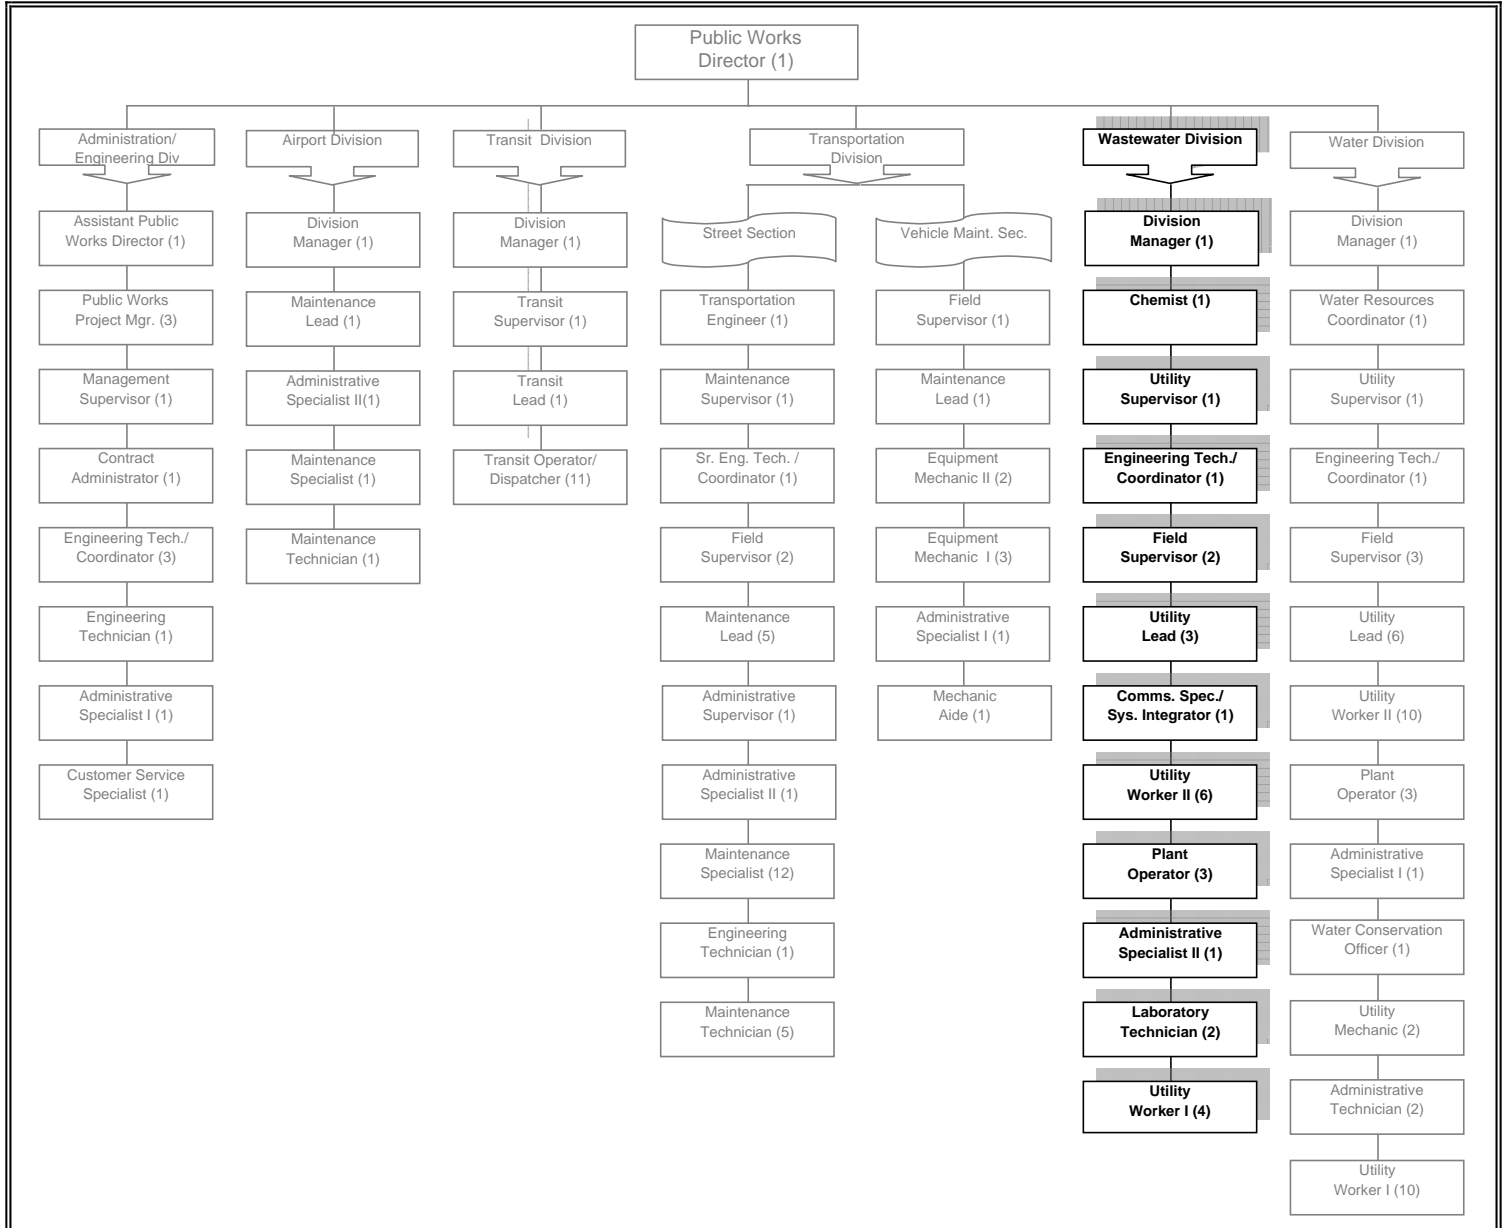 Public Works
Director (1)
Administration/
Engineering Div
Assistant Public
Works Director (1)
Public Works
Project Mgr. (3)
Management
Supervisor (1)
Contract
Administrator (1)
Engineering Tech./
Coordinator (3)
Engineering
Technician (1)
Administrative
Specialist I (1)
Customer Service
Specialist (1)
Airport Division
Division
Manager (1)
Maintenance
Lead (1)
Administrative
Specialist II(1)
Maintenance
Specialist (1)
Maintenance
Technician (1)
Transit Division
Division
Manager (1)
Transit
Supervisor (1)
Transit
Lead (1)
Transit Operator/
Dispatcher (11)
Transportation
Division
Street Section
Transportation
Engineer (1)
Maintenance
Supervisor (1)
Sr. Eng. Tech. /
Coordinator (1)
Field
Supervisor (2)
Maintenance
Lead (5)
Administrative
Supervisor (1)
Administrative
Specialist II (1)
Maintenance
Specialist (12)
Engineering
Technician (1)
Maintenance
Technician (5)
Vehicle Maint. Sec.
Field
Supervisor (1)
Maintenance
Lead (1)
Equipment
Mechanic II (2)
Equipment
Mechanic I (3)
Administrative
Specialist I (1)
Mechanic
Aide (1)
Wastewater Division
Division
Manager (1)
Chemist (1)
Utility
Supervisor (1)
Engineering Tech./
Coordinator (1)
Field
Supervisor (2)
Utility
Lead (3)
Comms. Spec./
Sys. Integrator (1)
Utility
Worker II (6)
Plant
Operator (3)
Administrative
Specialist II (1)
Laboratory
Technician (2)
Utility
Worker I (4)
Water Division
Division
Manager (1)
Water Resources
Coordinator (1)
Utility
Supervisor (1)
Engineering Tech./
Coordinator (1)
Field
Supervisor (3)
Utility
Lead (6)
Utility
Worker II (10)
Plant
Operator (3)
Administrative
Specialist I (1)
Water Conservation
Officer (1)
Utility
Mechanic (2)
Administrative
Technician (2)
Utility
Worker I (10)